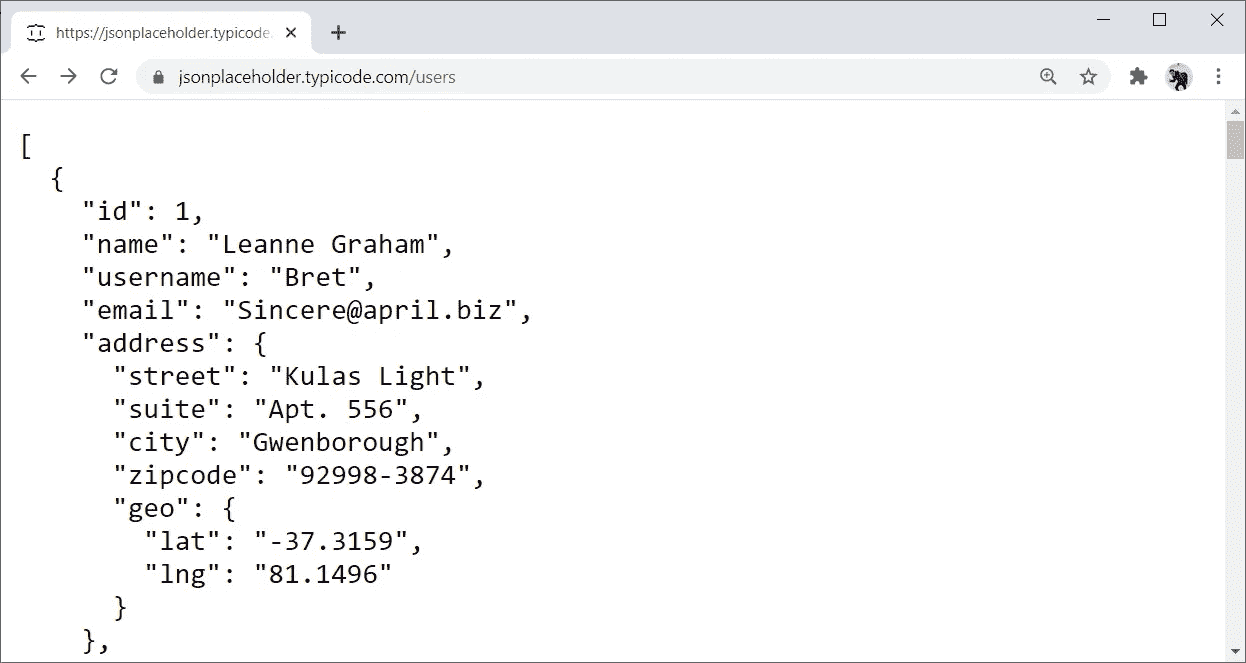 https://jsonplaceholder.typicode.
jsonplaceholder.typicode.com/users
[
  {
    "id": 1,
    "name": "Leanne Graham",
    "username": "Bret",
    "email": "Sincere@april.biz",
    "address": {
      "street": "Kulas Light",
      "suite": "Apt. 556",
      "city": "Gwenborough",
      "zipcode": "92998-3874",
      "geo": {
        "lat": "-37.3159",
        "lng": "81.1496"
      }
    },